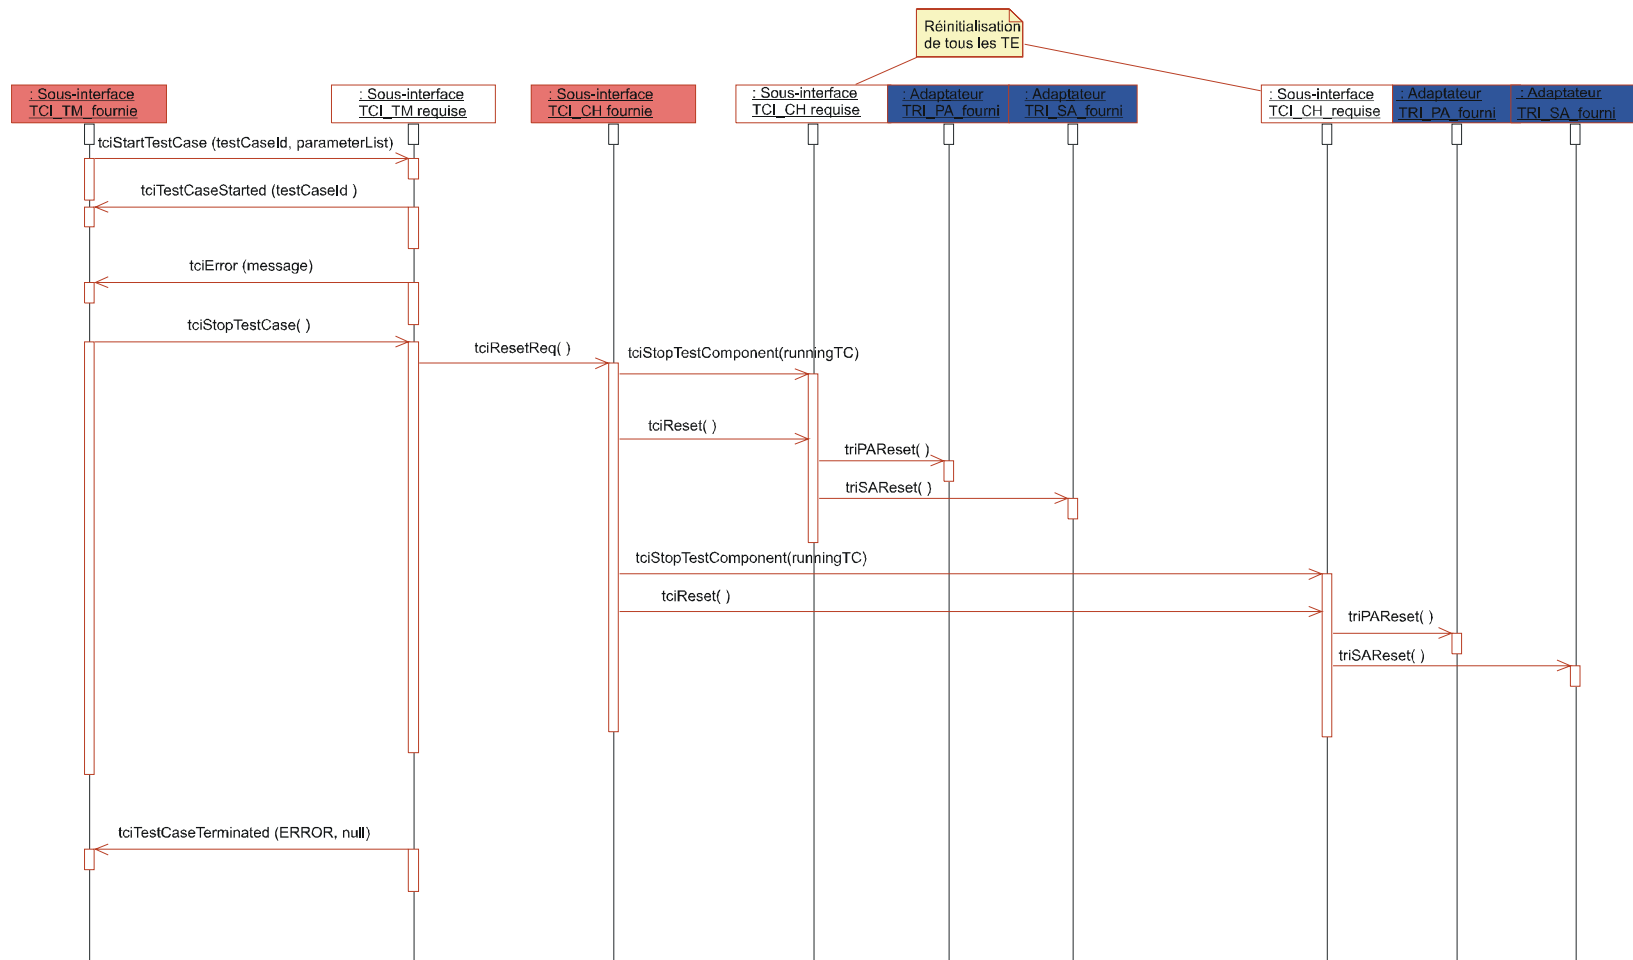 Réinitialisation
de tous les TE
: Sous-interface
TCI_TM_fournie
: Sous-interface
TCI_TM requise
: Sous-interface
TCI_CH fournie
: Sous-interface
TCI_CH requise
: Adaptateur
TRI_PA_fourni
: Adaptateur
TRI_SA_fourni
: Sous-interface
TCI_CH_requise
: Adaptateur
TRI_PA_fourni
: Adaptateur
TRI_SA_fourni
tciStartTestCase (testCaseId, parameterList)
tciTestCaseStarted (testCaseId )
tciError (message)
tciStopTestCase( )
tciResetReq( )
tciStopTestComponent(runningTC)
tciReset( )
triPAReset( )
triSAReset( )
tciStopTestComponent(runningTC)
tciReset( )
triPAReset( )
triSAReset( )
tciTestCaseTerminated (ERROR, null)